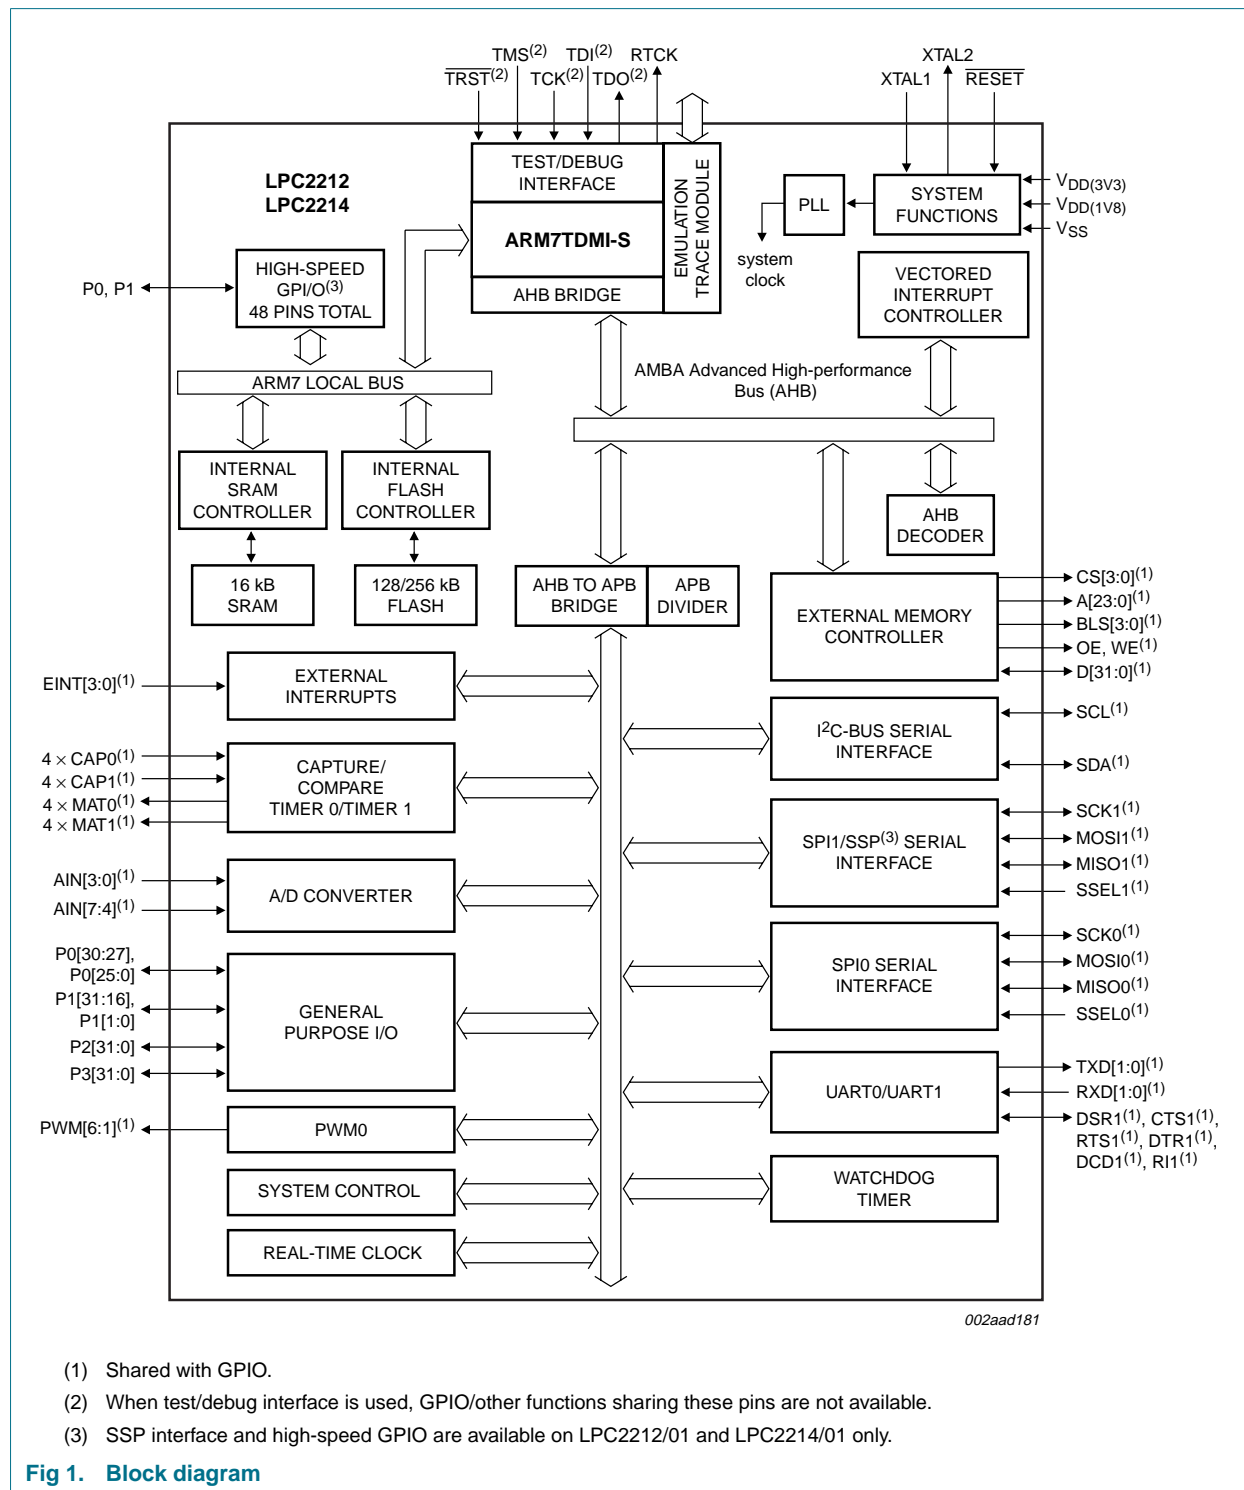 TMS(2)
TDI(2)
RTCK
TRST(2)
TCK(2)
TDO(2)
XTAL2
XTAL1
RESET
LPC2212
LPC2214
TEST/DEBUG
INTERFACE
ARM7TDMI-S
AHB BRIDGE
EMULATION
TRACE MODULE
PLL
system
clock
SYSTEM
FUNCTIONS
VDD(3V3)
VDD(1V8)
VSS
P0, P1
HIGH-SPEED
GPI/O(3)
48 PINS TOTAL
VECTORED
INTERRUPT
CONTROLLER
ARM7 LOCAL BUS
AMBA Advanced High-performance
Bus (AHB)
INTERNAL
SRAM
CONTROLLER
INTERNAL
FLASH
CONTROLLER
AHB
DECODER
16 kB
SRAM
128/256 kB
FLASH
AHB TO APB
BRIDGE
APB
DIVIDER
EXTERNAL MEMORY
CONTROLLER
CS[3:0](1)
A[23:0](1)
BLS[3:0](1)
OE, WE(1)
D[31:0](1)
EINT[3:0](1)
EXTERNAL
INTERRUPTS
I2C-BUS SERIAL
INTERFACE
SCL(1)
SDA(1)
4 × CAP0(1)
4 × CAP1(1)
4 × MAT0(1)
4 × MAT1(1)
CAPTURE/
COMPARE
TIMER 0/TIMER 1
SPI1/SSP(3) SERIAL
INTERFACE
SCK1(1)
MOSI1(1)
MISO1(1)
SSEL1(1)
AIN[3:0](1)
AIN[7:4](1)
A/D CONVERTER
SPI0 SERIAL
INTERFACE
SCK0(1)
MOSI0(1)
MISO0(1)
SSEL0(1)
P0[30:27],
P0[25:0]
P1[31:16],
P1[1:0]
P2[31:0]
P3[31:0]
GENERAL
PURPOSE I/O
UART0/UART1
TXD[1:0](1)
RXD[1:0](1)
DSR1(1), CTS1(1),
RTS1(1), DTR1(1),
DCD1(1), RI1(1)
PWM[6:1](1)
PWM0
WATCHDOG
TIMER
SYSTEM CONTROL
REAL-TIME CLOCK
002aad181
(1) Shared with GPIO.
(2) When test/debug interface is used, GPIO/other functions sharing these pins are not available.
(3) SSP interface and high-speed GPIO are available on LPC2212/01 and LPC2214/01 only.
Fig 1. Block diagram